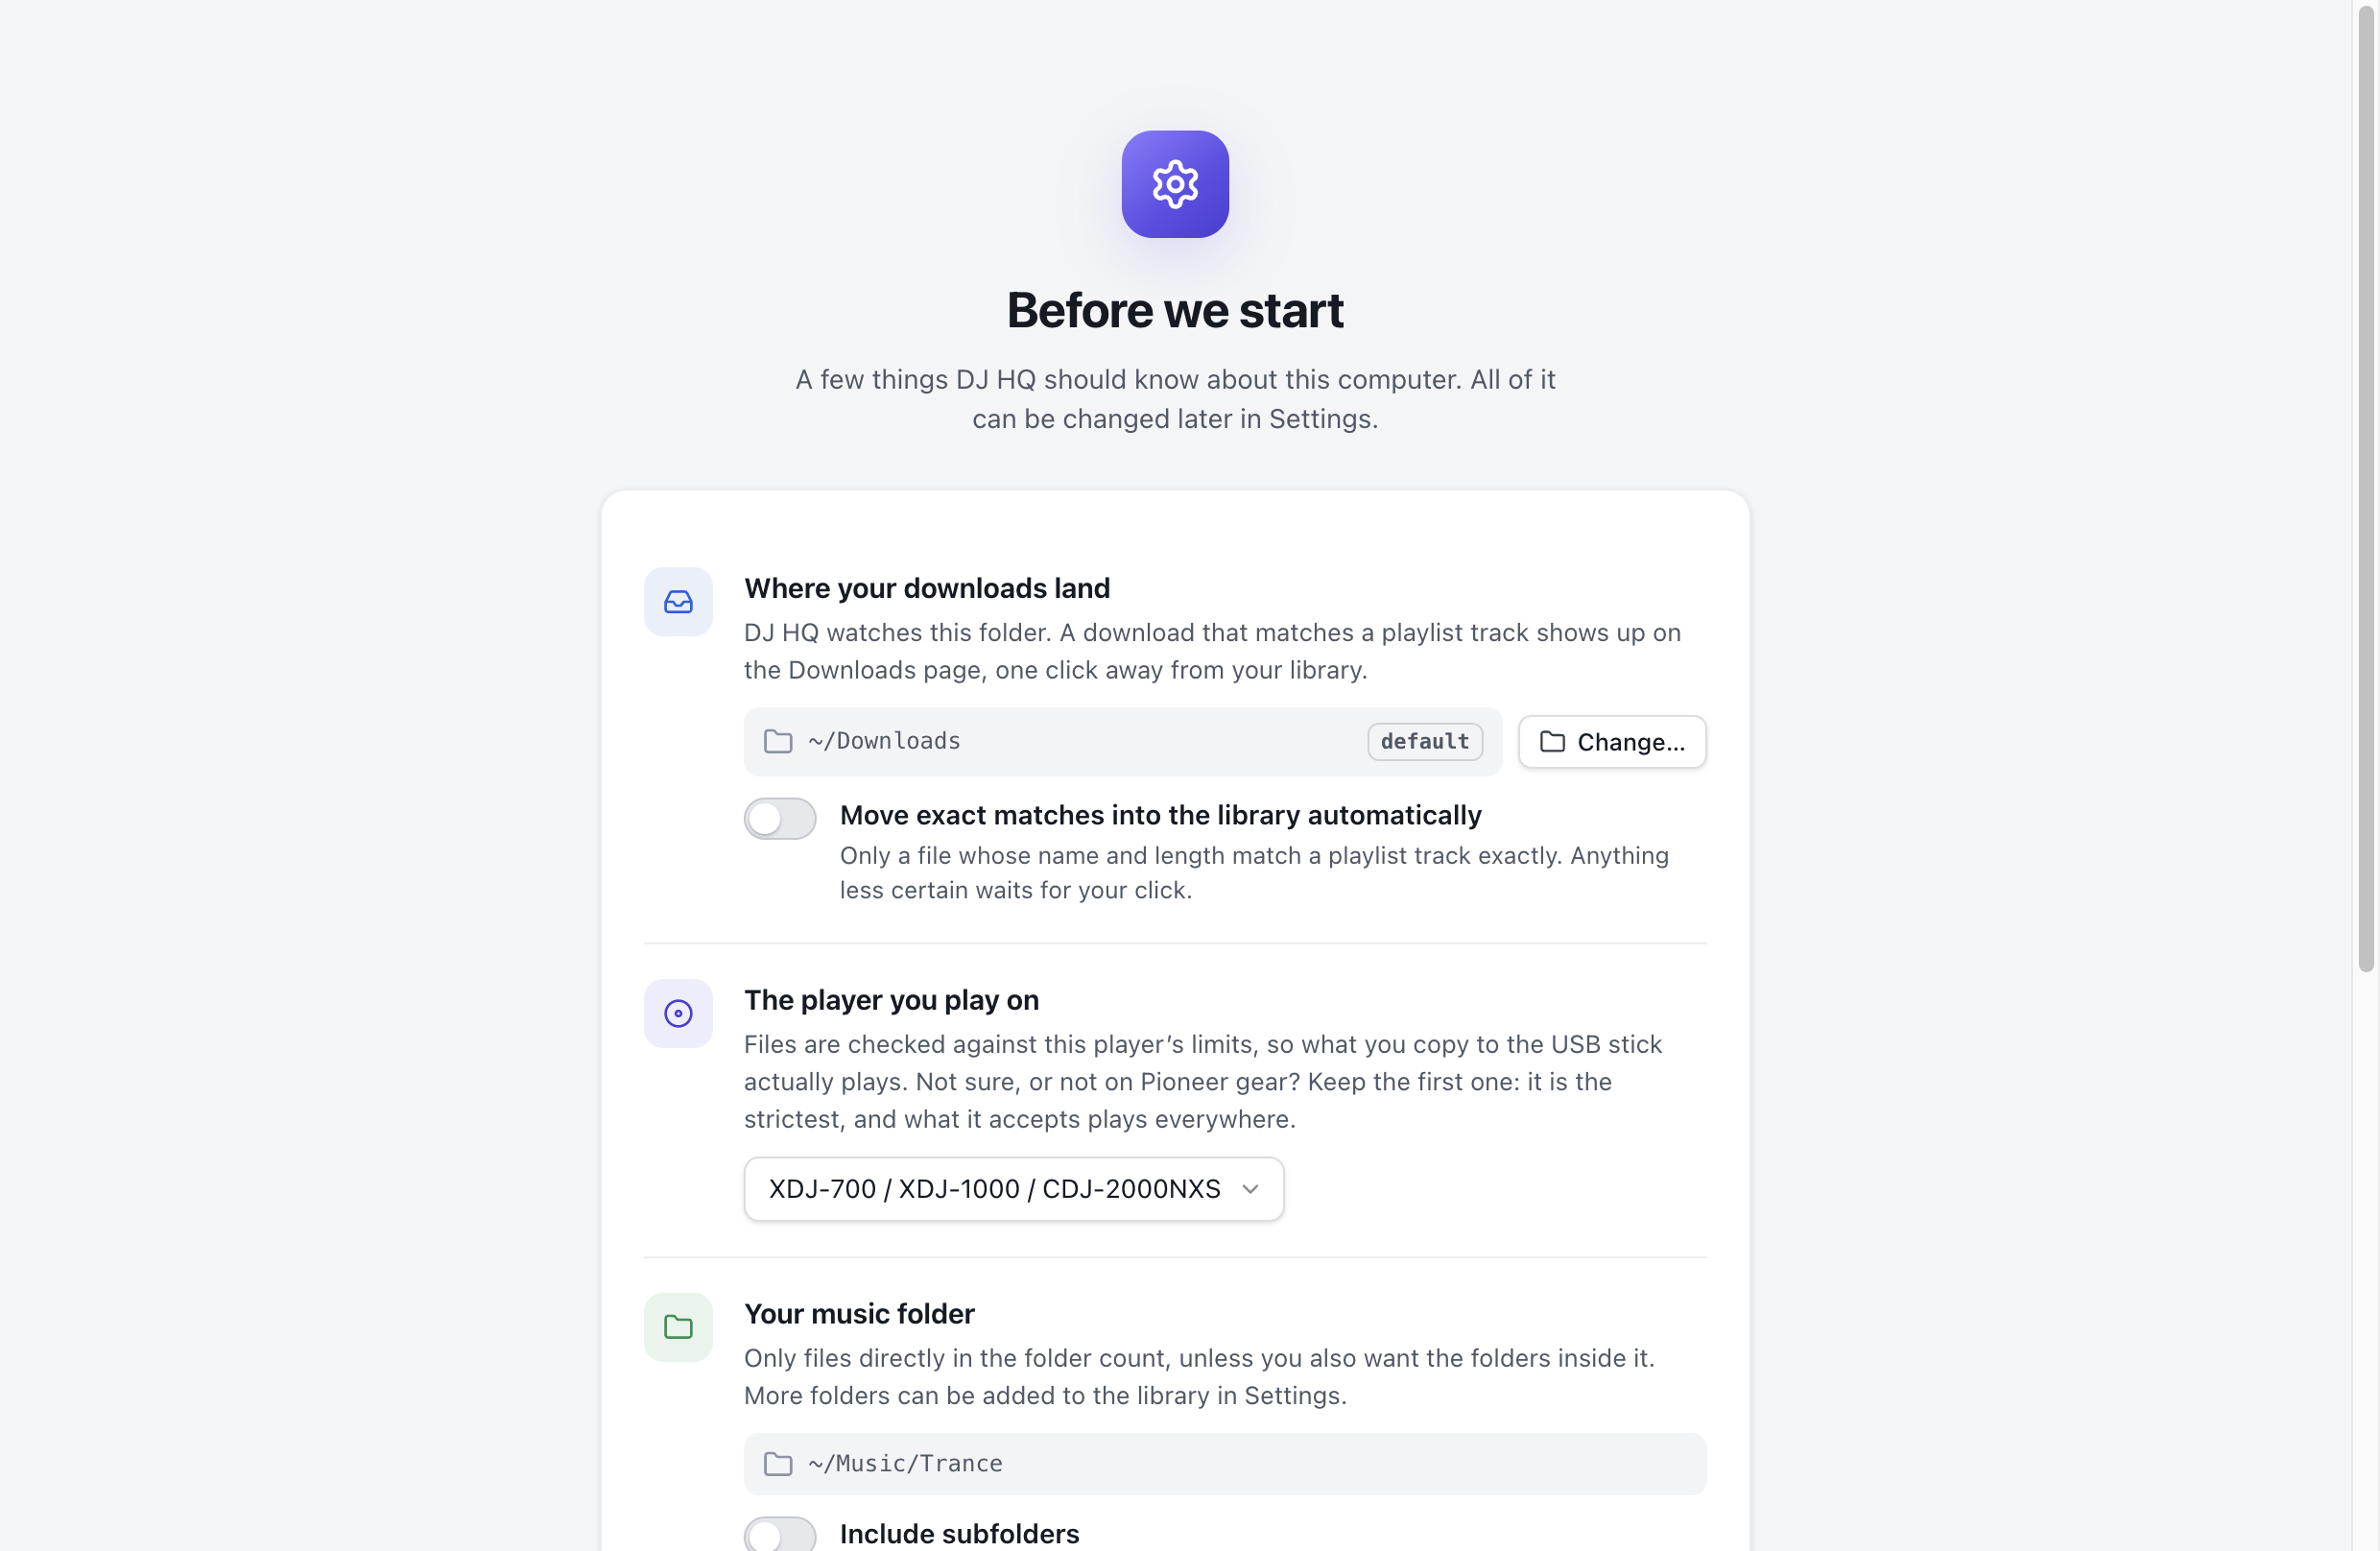 Before we start
A few things DJ HQ should know about this computer. All of it
can be changed later in Settings.
Where your downloads land
DJ HQ watches this folder. A download that matches a playlist track shows up on
the Downloads page, one click away from your library.
~/Downloads default Change...
Move exact matches into the library automatically
Only a file whose name and length match a playlist track exactly. Anything
less certain waits for your click.
The player you play on
Files are checked against this player’s limits, so what you copy to the USB stick
actually plays. Not sure, or not on Pioneer gear? Keep the first one: it is the
strictest, and what it accepts plays everywhere.
XDJ-700 / XDJ-1000 / CDJ-2000NXS
Your music folder
Only files directly in the folder count, unless you also want the folders inside it.
More folders can be added to the library in Settings.
~/Music/Trance
Include subfolders